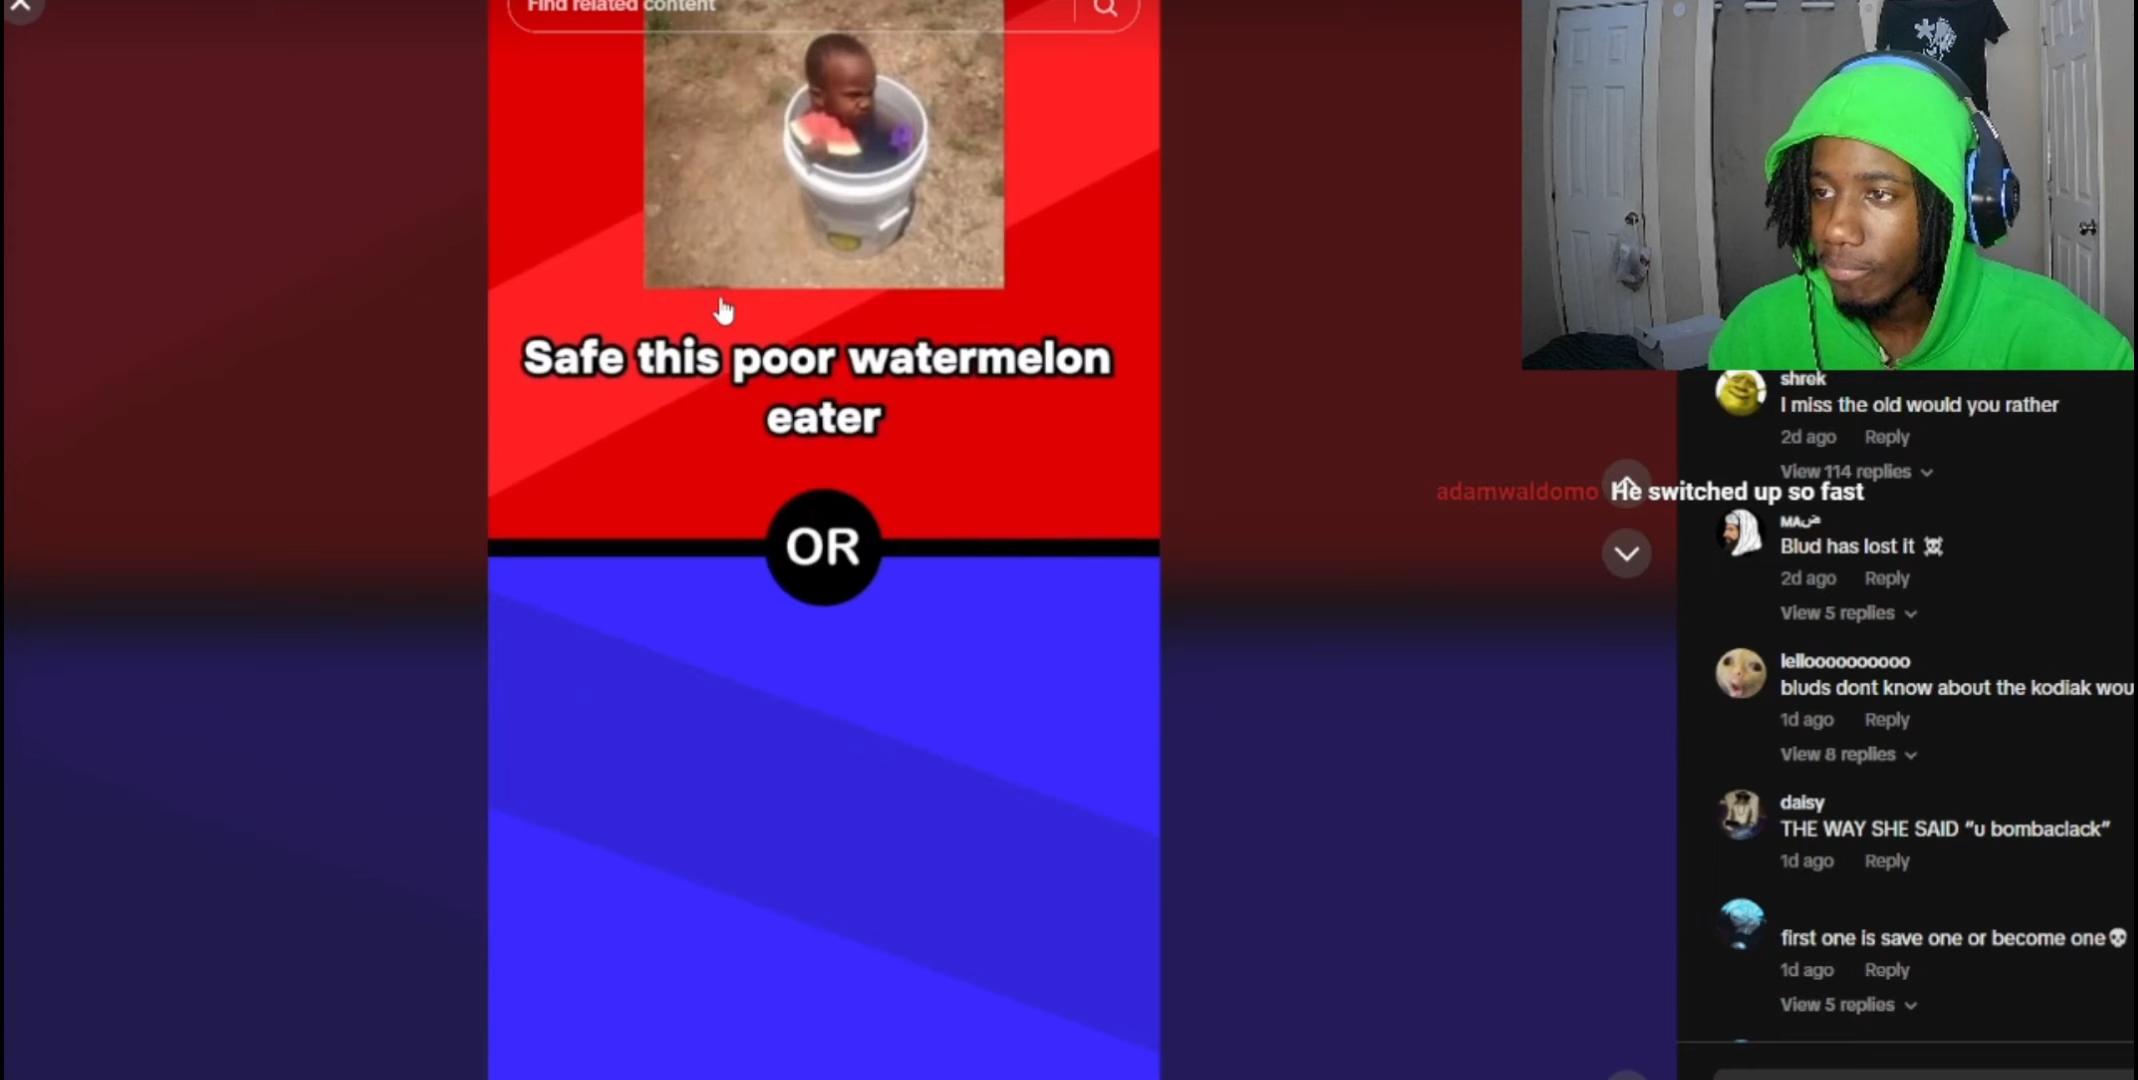 Find related content
Safe this poor watermelon
eater
OR
shrek
I miss the old would you rather
2d ago Reply
View 114 replies
adamwaldomo He switched up so fast
MAض
Blud has lost it ☠
2d ago Reply
View 5 replies
lelloooooooooo
bluds dont know about the kodiak wou
1d ago Reply
View 8 replies
daisy
THE WAY SHE SAID “u bombaclack”
1d ago Reply
first one is save one or become one💀
1d ago Reply
View 5 replies